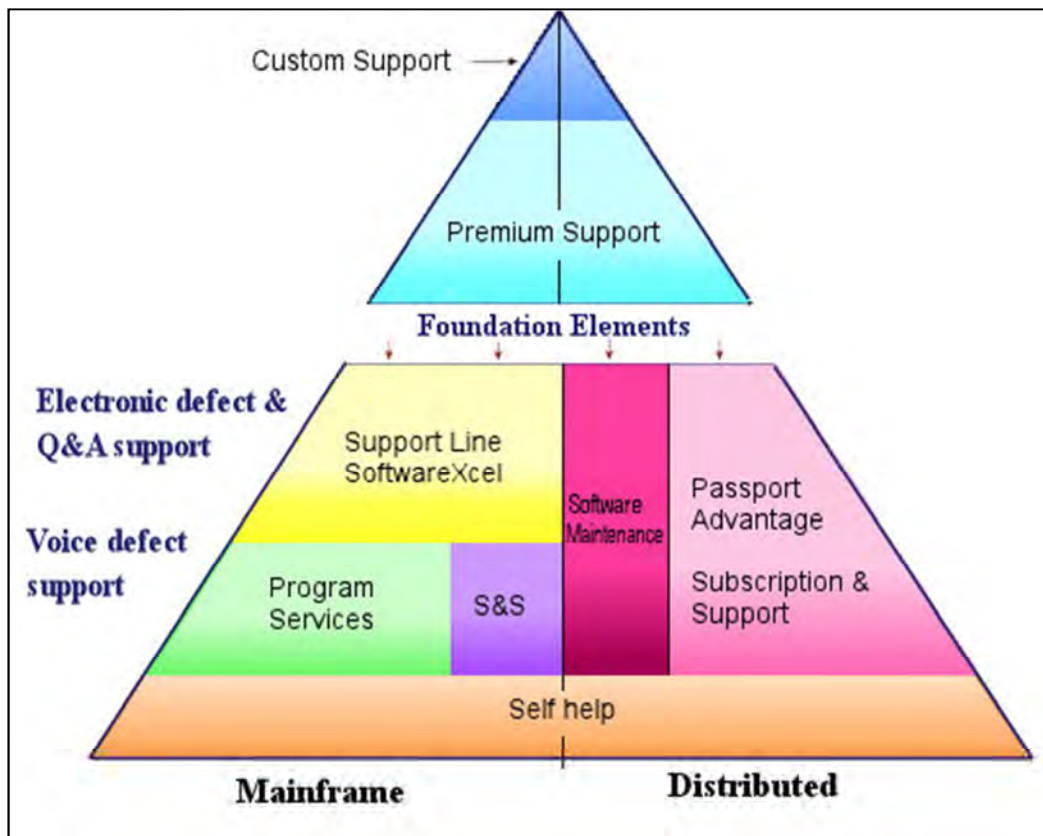 Custom Support
Premium Support
Foundation Elements
Electronic defect &
Q&A support
Support Line
SoftwareXcel
Software
Maintenance
Passport
Advantage
Voice defect
support
Program
Services
S&S
Subscription &
Support
Self help
Mainframe
Distributed